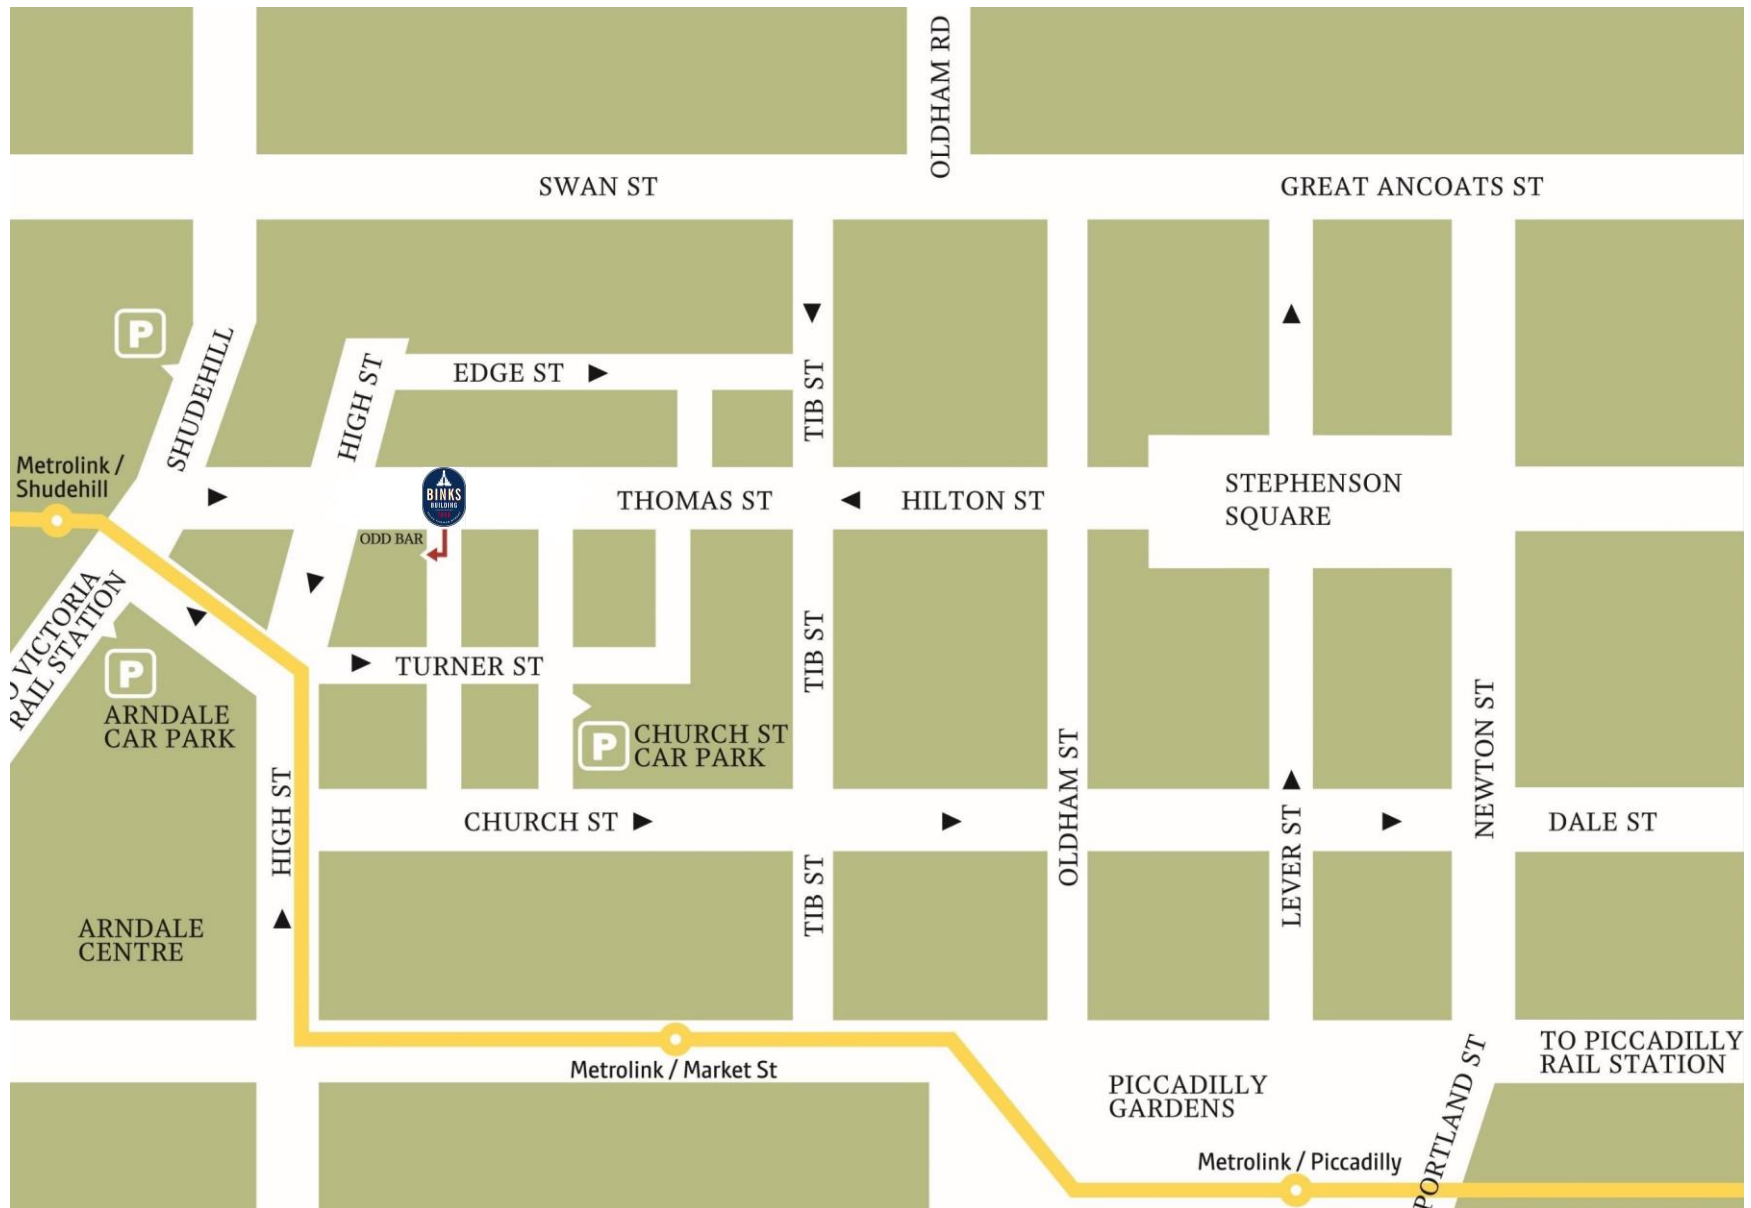 OLDHAM RD
SWAN ST
GREAT ANCOATS ST
P
SHUDEHILL
HIGH ST
EDGE ST
TIB ST
Metrolink /
Shudehill
BINKS
BUILDING
THOMAS ST
HILTON ST
STEPHENSON
SQUARE
ODD BAR
O VICTORIA
RAIL STATION
P
ARNDALE
CAR PARK
TURNER ST
TIB ST
P
CHURCH ST
CAR PARK
HIGH ST
CHURCH ST
OLDHAM ST
NEWTON ST
LEVER ST
DALE ST
TIB ST
ARNDALE
CENTRE
Metrolink / Market St
PICCADILLY
GARDENS
PORTLAND ST
TO PICCADILLY
RAIL STATION
Metrolink / Piccadilly